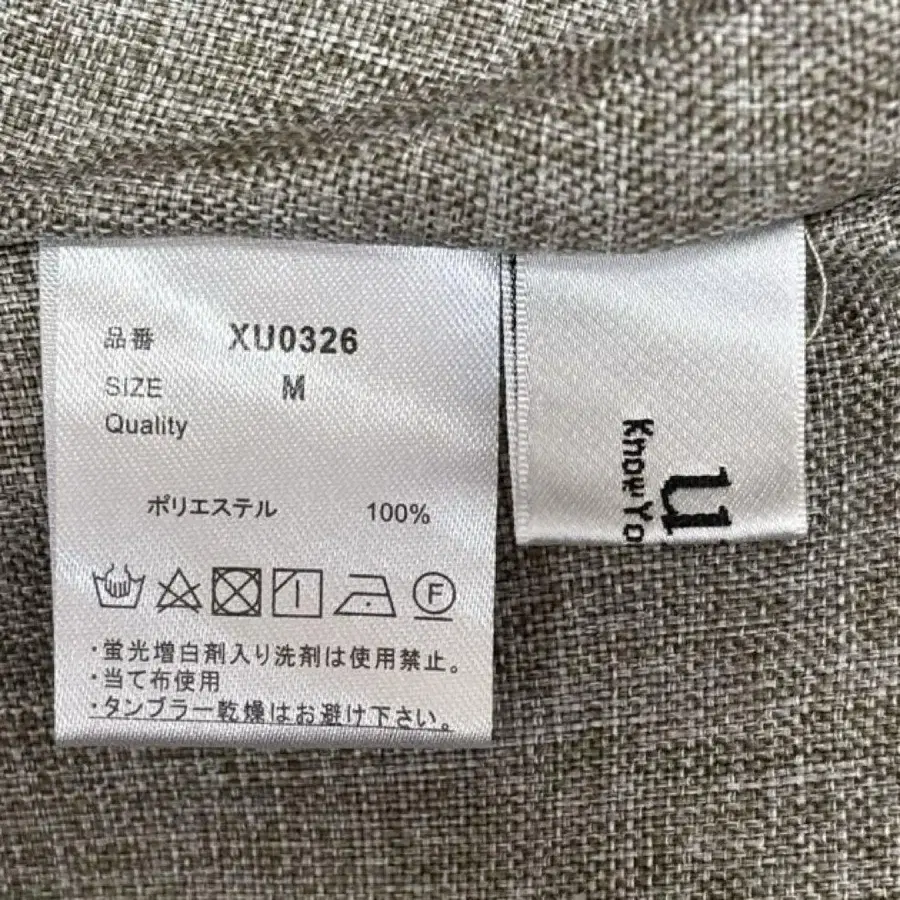 品番 XU0326
SIZE M
Quality
ポリエステル 100%
F
・蛍光増白剤入り洗剤は使用禁止。
・当て布使用
・タンブラー乾燥はお避け下さい。
Know Yo